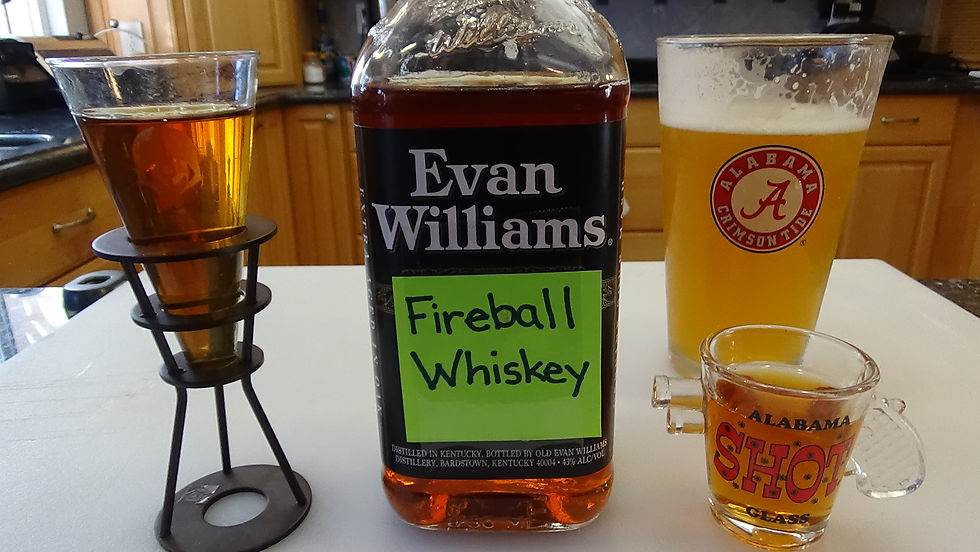 Evan
Williams
Fireball
Whiskey
DISTILLED IN KENTUCKY, BOTTLED BY OLD EVAN WILLIAMS
DISTILLERY, BARDSTOWN, KENTUCKY 40004 • 43% ALC/VOL
ALABAMA
A
CRIMSON TIDE
ALABAMA
SHOT
GLASS